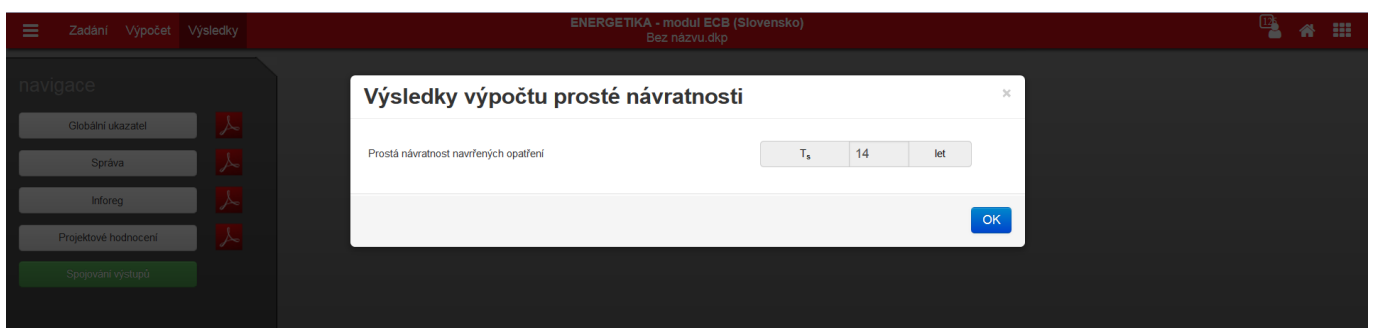 ENERGETIKA - modul ECB (Slovensko)
Zadání Výpočet Výsledky
Bez názvu.dkp
navigace
Globální ukazatel
Správa
Inforeg
Projektové hodnocení
Spojování výstupů
Výsledky výpočtu prosté návratnosti ×
Prostá návratnost navržených opatření Ts 14 let
OK